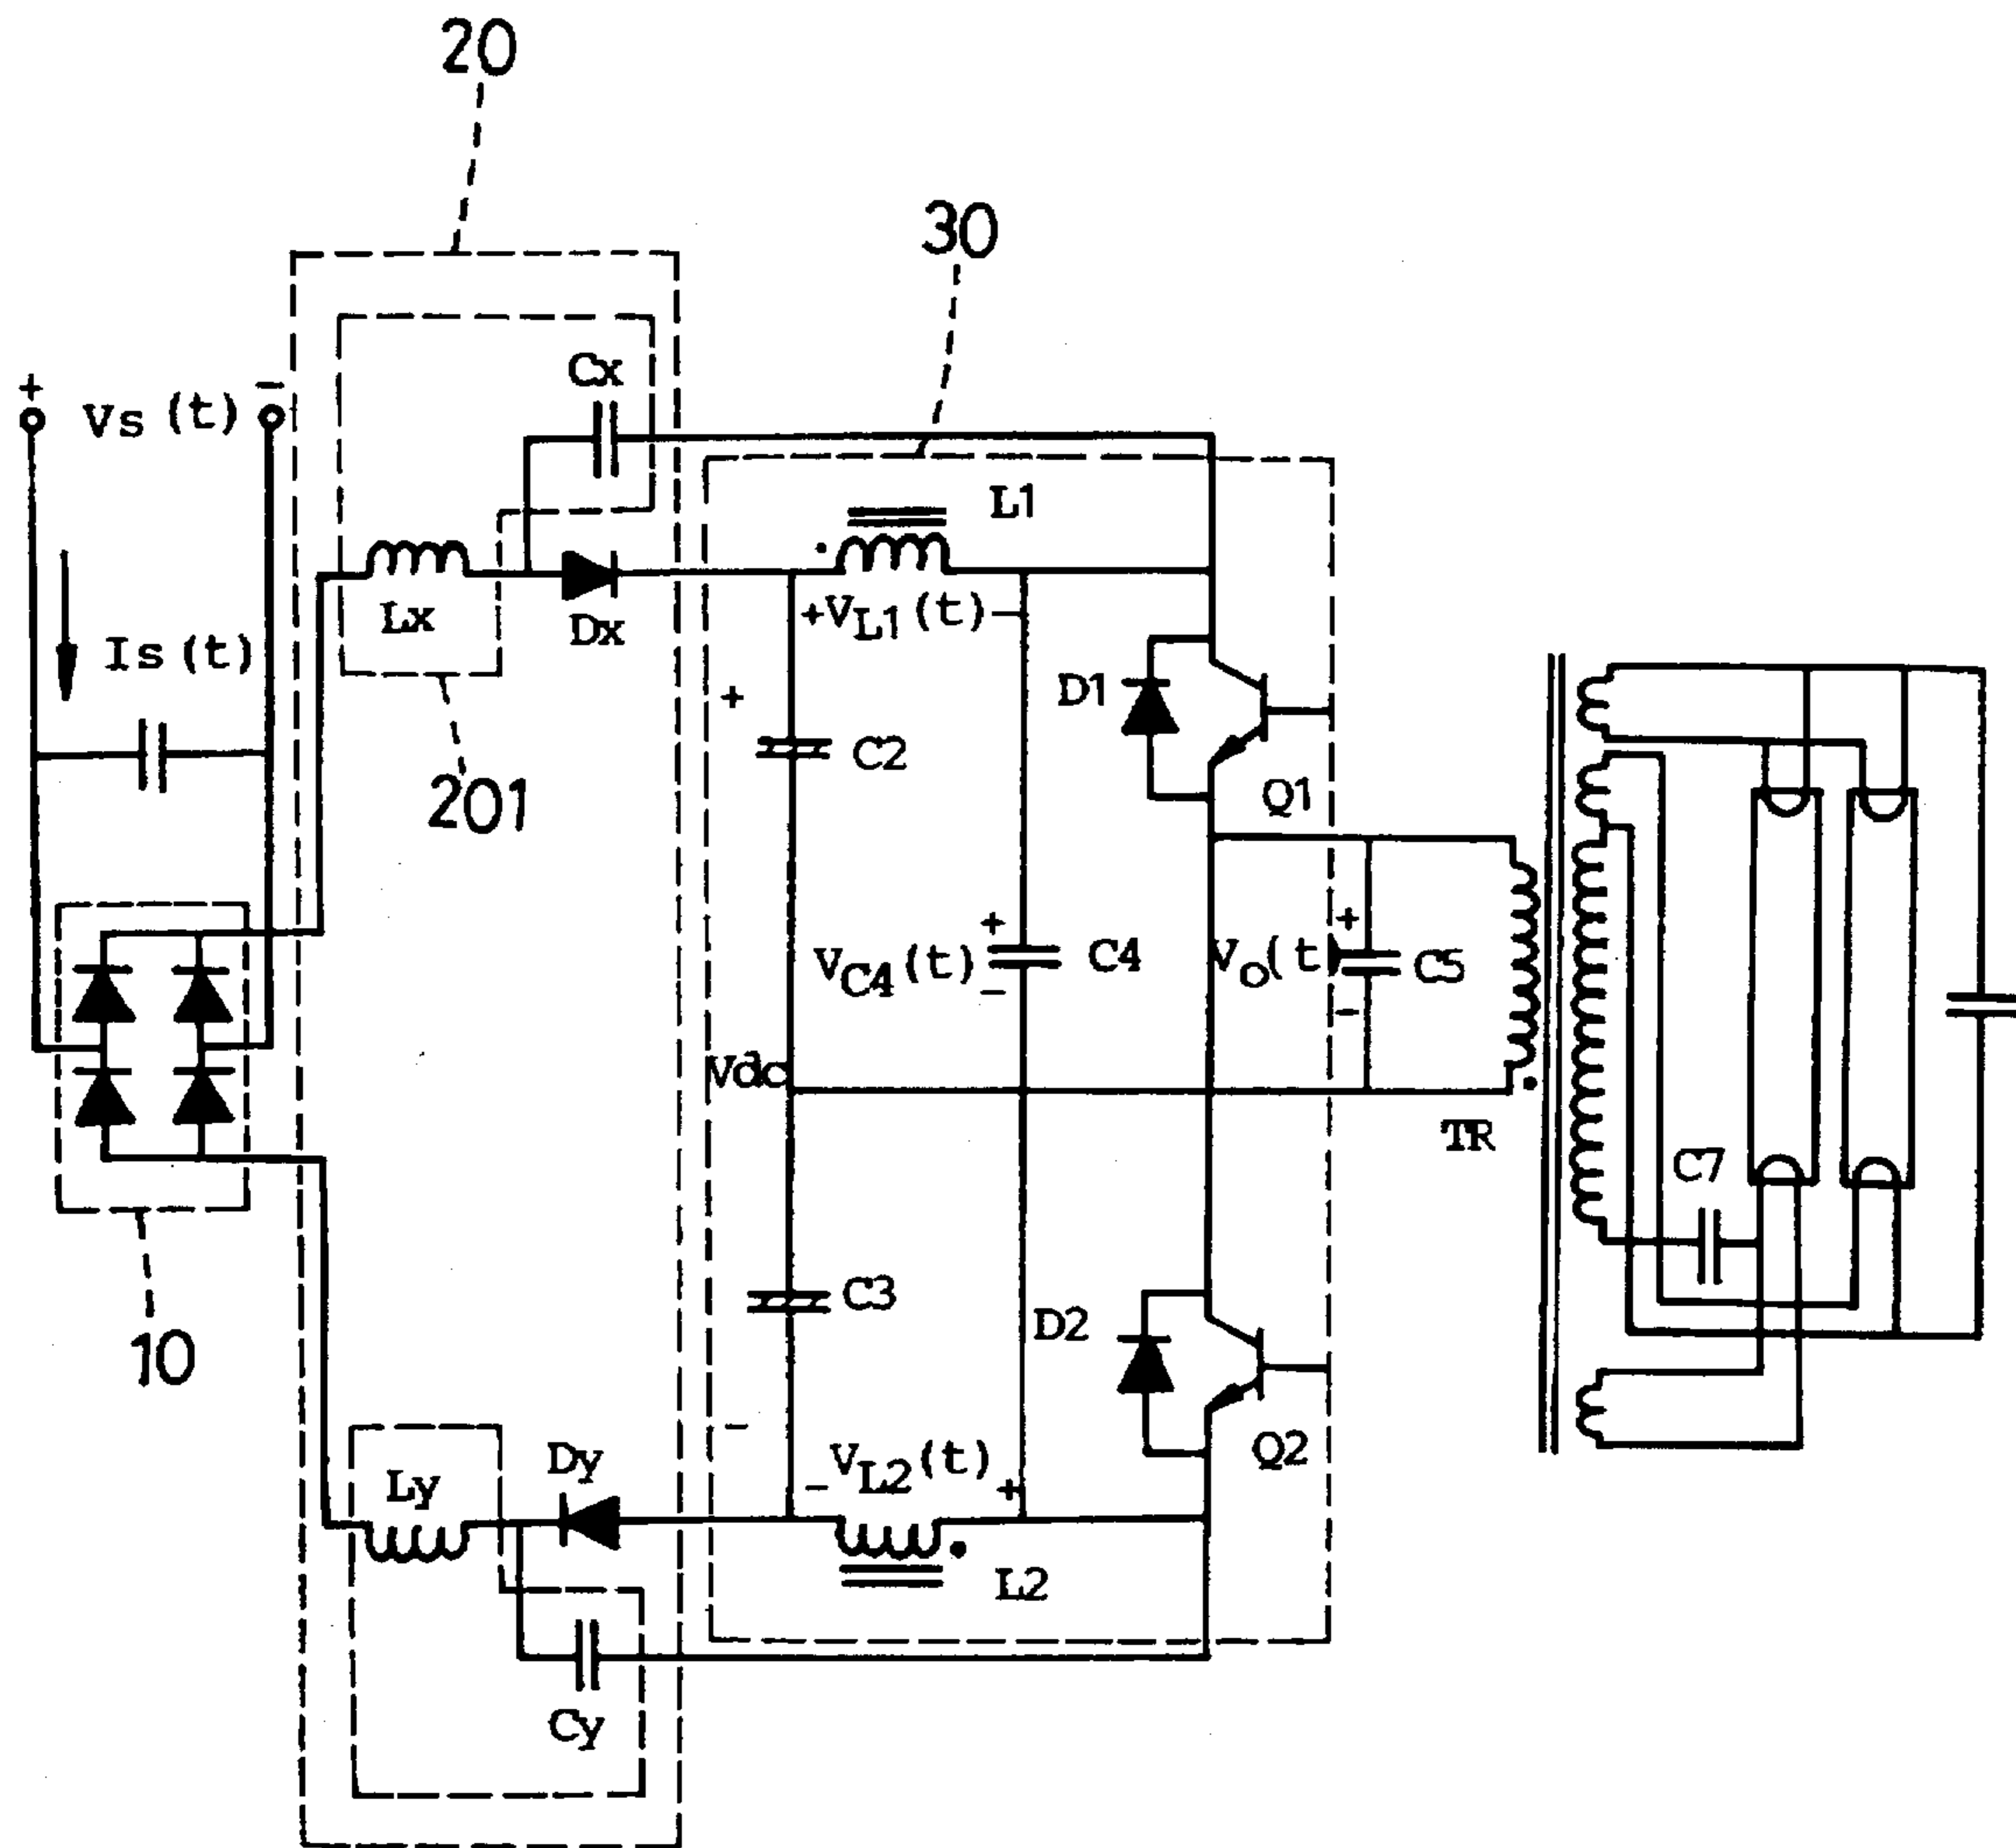 20
30
Cx
+ Vs (t) −
L1
Lx
Dx
+VL1 (t) −
Is (t)
D1
+
C2
201
Q1
+
VC4 (t)
−
C4
Vo (t)
+
−
C5
Vdc
TR
C7
C3
D2
10
−
Dy
Ly
− VL2 (t) +
Q2
L2
Cy